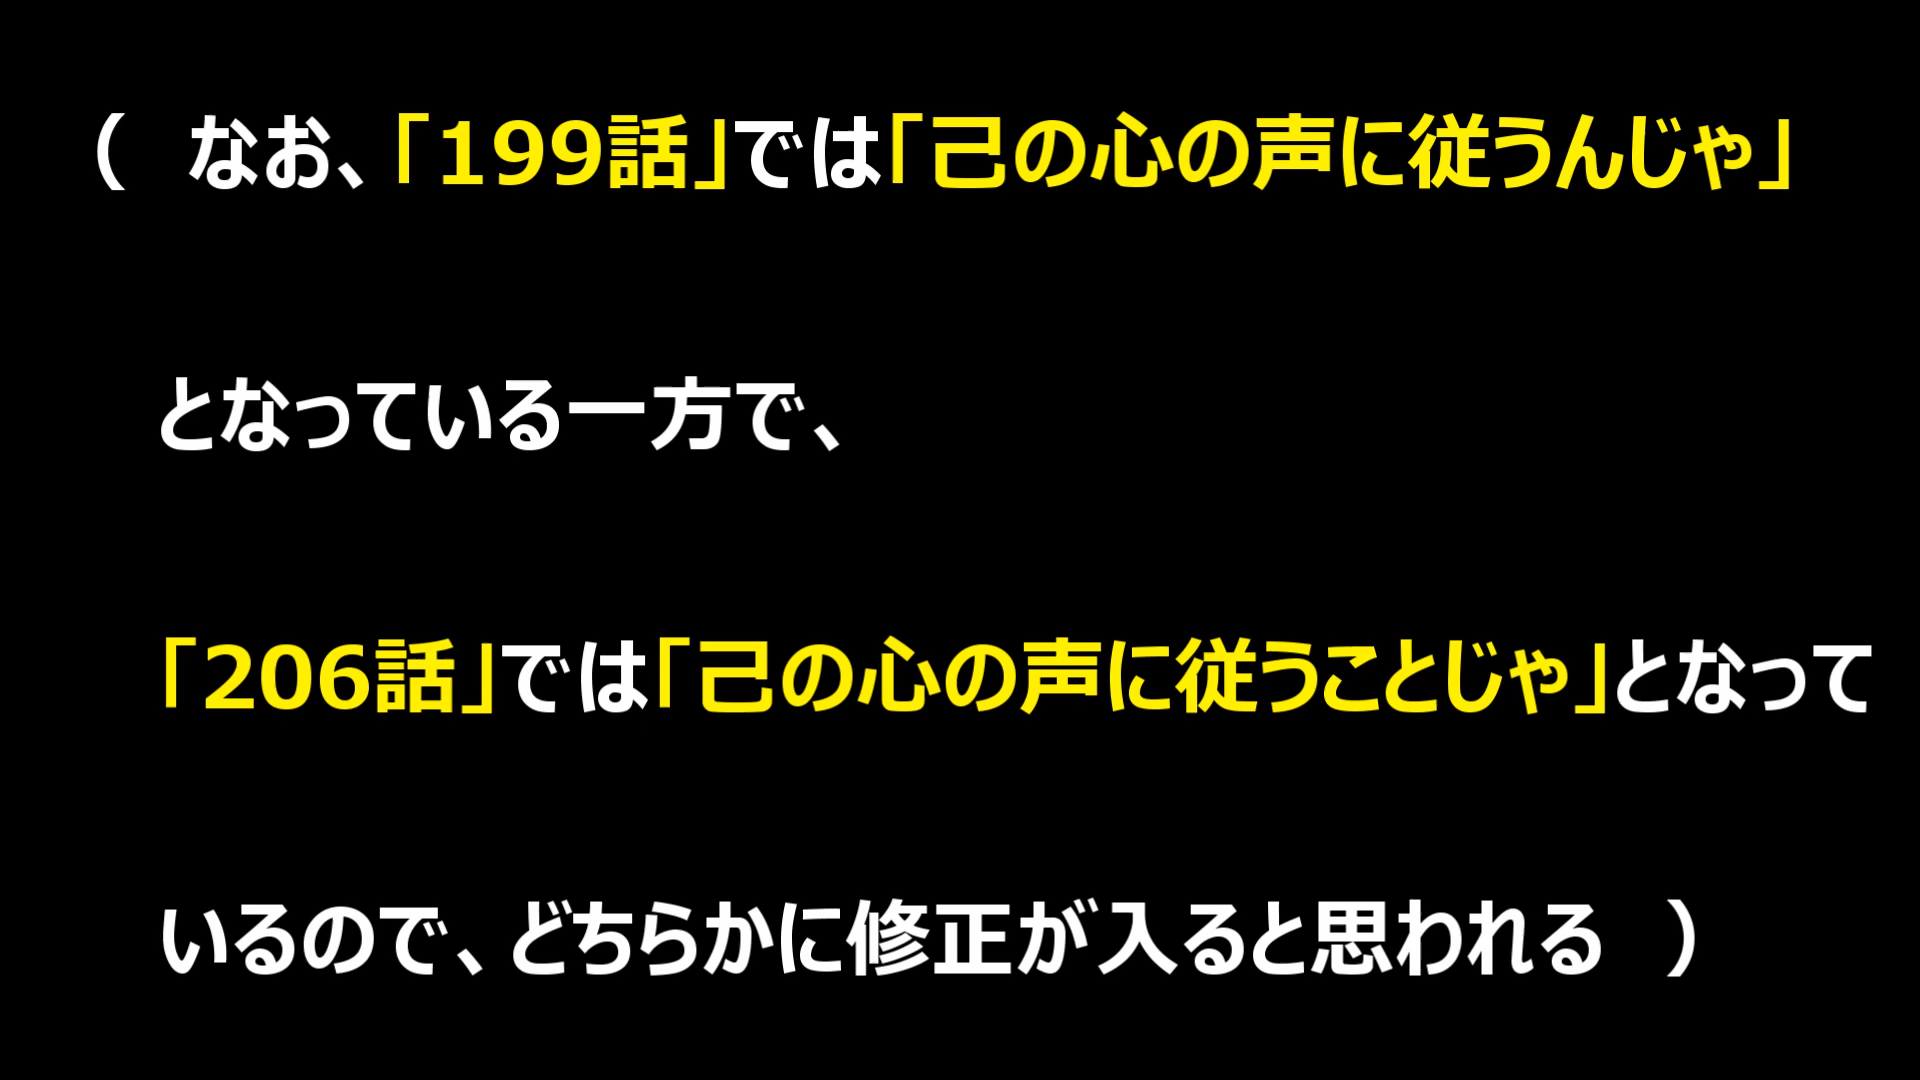 （　なお、「199話」では「己の心の声に従うんじゃ」
となっている一方で、
「206話」では「己の心の声に従うことじゃ」となって
いるので、どちらかに修正が入ると思われる　）